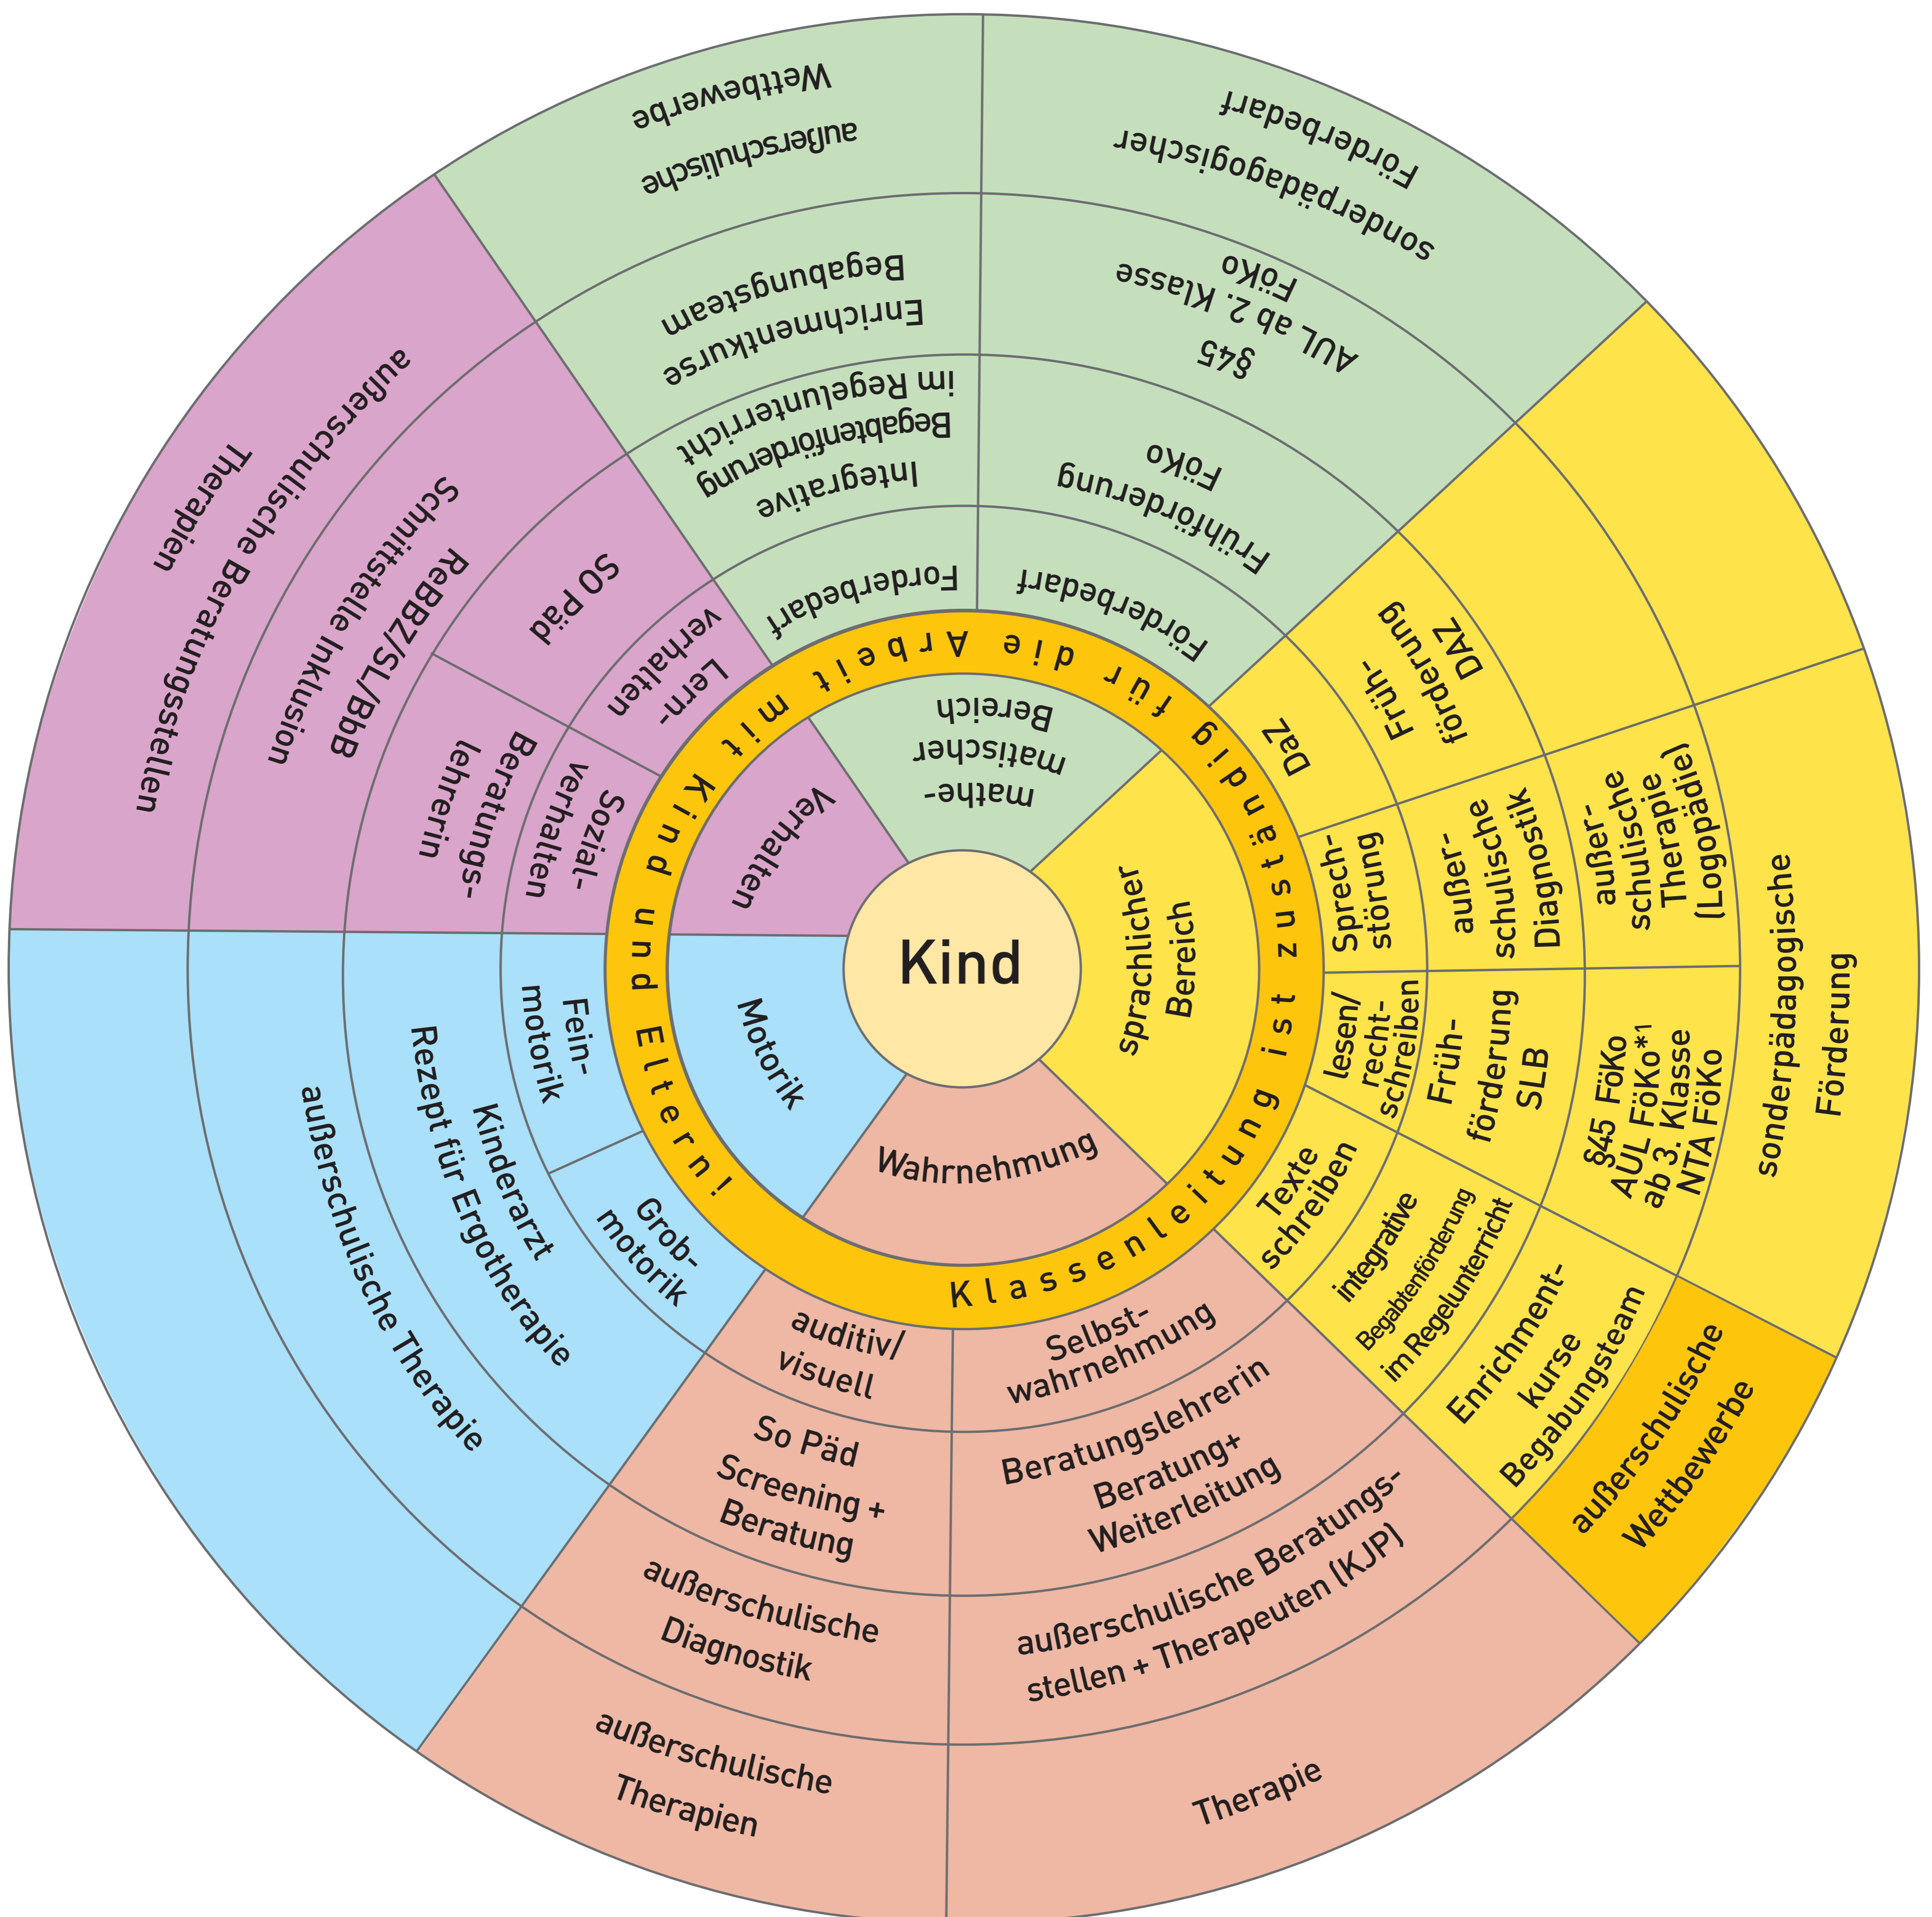 Kind
Klassenleitung ist zuständig für die Arbeit mit Kind und Eltern!
mathe-
matischer
Bereich
Forderbedarf
Integrative
Begabtenförderung
im Regelunterricht
Enrichmentkurse
Begabungsteam
außerschulische
Wettbewerbe
Förderbedarf
Frühförderung
FöKo
§45
AUL ab 2. Klasse
FöKo
sonderpädagogischer
Förderbedarf
sprachlicher
Bereich
DaZ
Früh-
förderung
DAZ
Sprech-
störung
außer-
schulische
Diagnostik
außer-
schulische
Therapie
(Logopädie)
lesen/
recht-
schreiben
Früh-
förderung
SLB
§45 FöKo
AUL FöKo*1
ab 3. Klasse
NTA FöKo
sonderpädagogische
Förderung
Texte
schreiben
integrative
Begabtenförderung
im Regelunterricht
Enrichment-
kurse
Begabungsteam
außerschulische
Wettbewerbe
Wahrnehmung
Selbst-
wahrnehmung
Beratungslehrerin
Beratung+
Weiterleitung
außerschulische Beratungs-
stellen + Therapeuten (KJP)
Therapie
auditiv/
visuell
So Päd
Screening +
Beratung
außerschulische
Diagnostik
außerschulische
Therapien
Motorik
Grob-
motorik
Fein-
motorik
Kinderarzt
Rezept für Ergotherapie
außerschulische Therapie
Verhalten
Sozial-
verhalten
Beratungs-
lehrerin
Lern-
verhalten
SO Päd
ReBBZ/SL/BbB
Schnittstelle Inklusion
außerschulische Beratungsstellen
Therapien